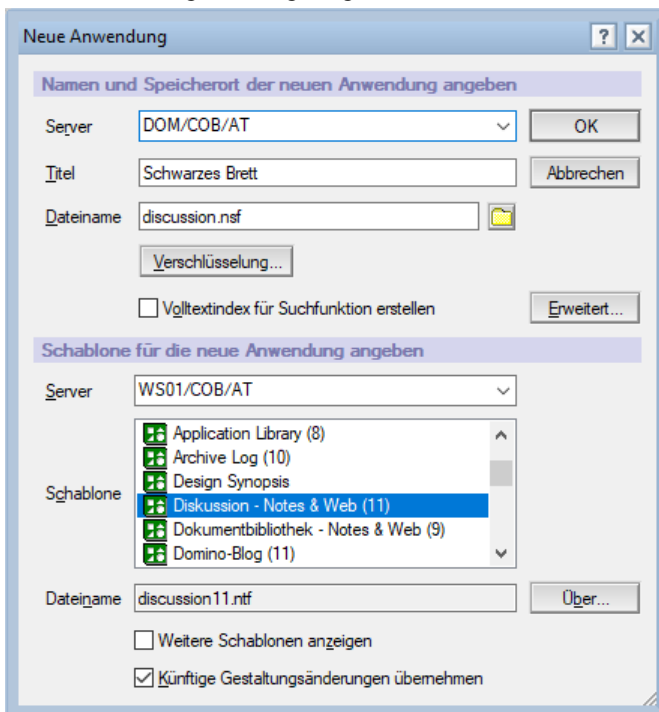 Neue Anwendung
Namen und Speicherort der neuen Anwendung angeben
Server DOM/COB/AT OK
Titel Schwarzes Brett Abbrechen
Dateiname discussion.nsf
Verschlüsselung...
Volltextindex für Suchfunktion erstellen Erweitert...
Schablone für die neue Anwendung angeben
Server WS01/COB/AT
Application Library (8)
Archive Log (10)
Design Synopsis
Schablone Diskussion - Notes & Web (11)
Dokumentbibliothek - Notes & Web (9)
Domino-Blog (11)
Dateiname discussion11.ntf Über...
Weitere Schablonen anzeigen
Künftige Gestaltungsänderungen übernehmen